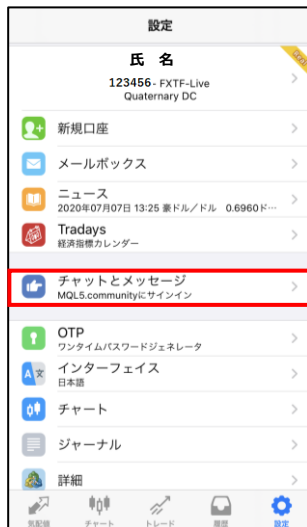 設定
氏 名
123456 - FXTF-Live
Quaternary DC
新規口座
メールボックス
ニュース
2020年07月07日 13:25 豪ドル／ドル 0.6960ド…
Tradays
経済指標カレンダー
チャットとメッセージ
MQL5.communityにサインイン
OTP
ワンタイムパスワードジェネレータ
インターフェイス
日本語
チャート
ジャーナル
詳細
気配値 チャート トレード 履歴 設定